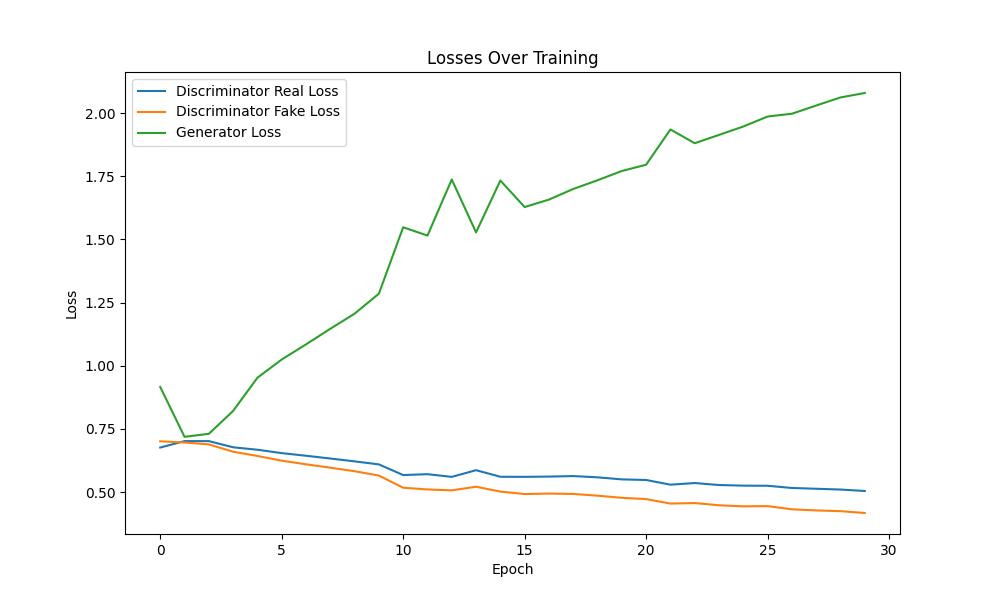 Losses Over Training
Discriminator Real Loss
Discriminator Fake Loss
Generator Loss
2.00
1.75
1.50
1.25
1.00
0.75
0.50
Loss
0 5 10 15 20 25 30
Epoch